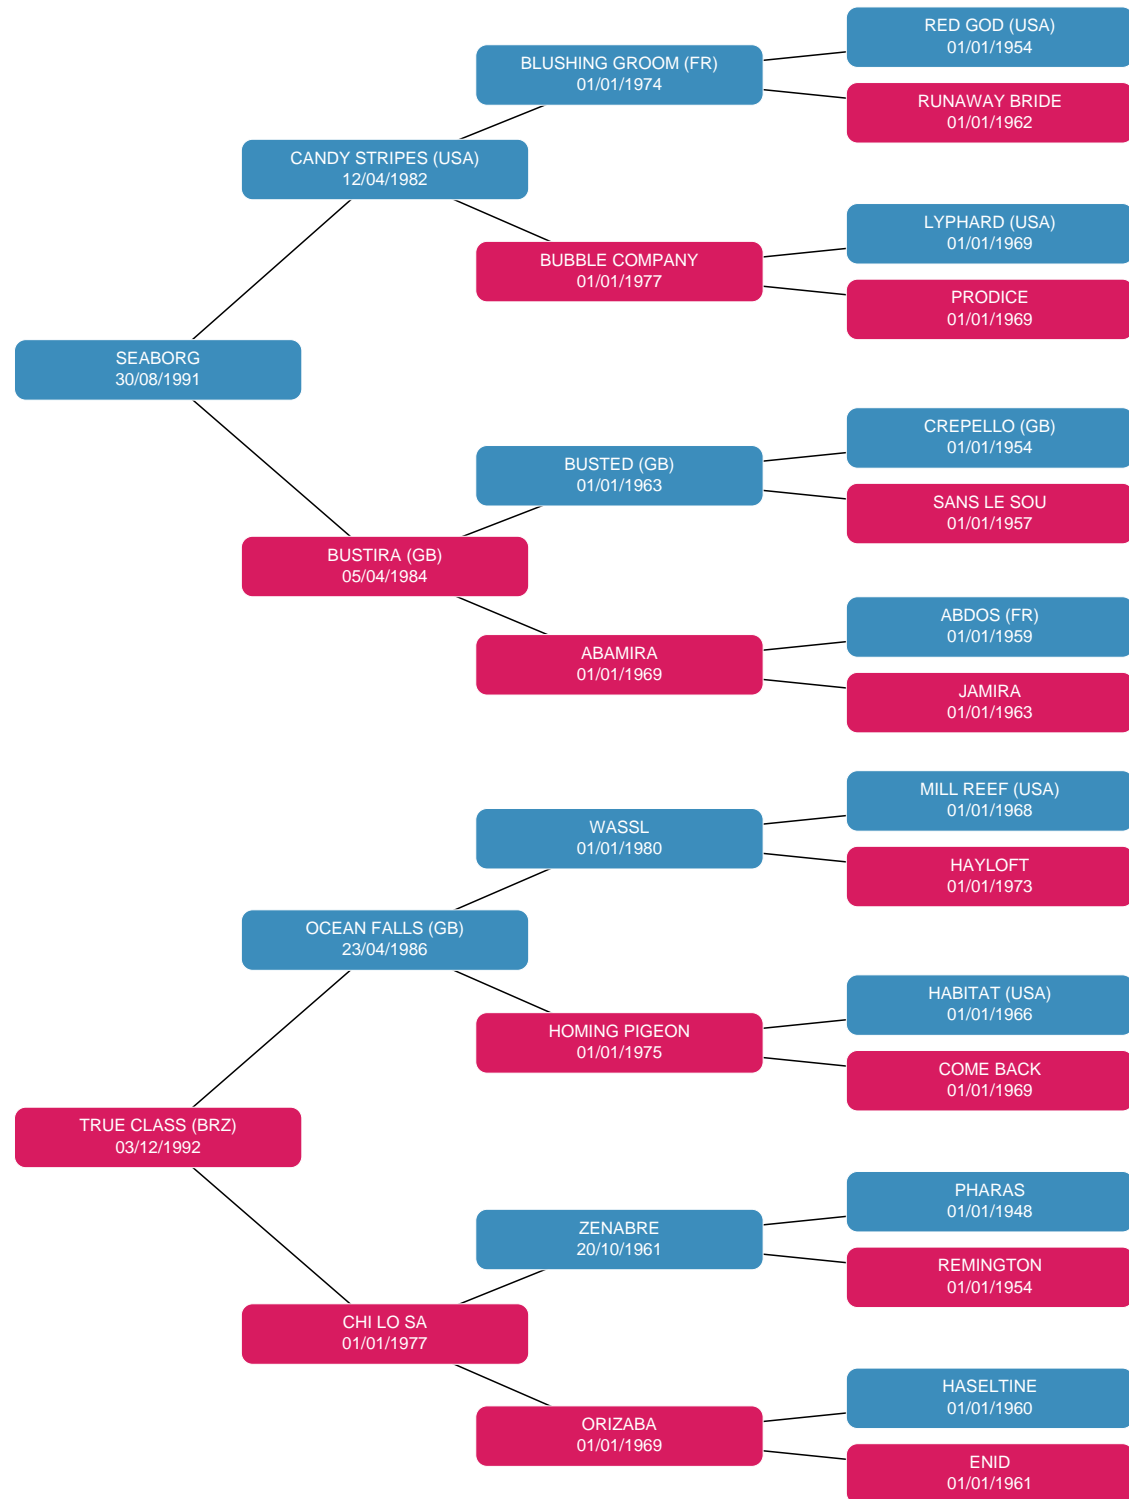 RED GOD (USA)
01/01/1954
BLUSHING GROOM (FR)
01/01/1974
RUNAWAY BRIDE
01/01/1962
CANDY STRIPES (USA)
12/04/1982
LYPHARD (USA)
01/01/1969
BUBBLE COMPANY
01/01/1977
PRODICE
01/01/1969
SEABORG
30/08/1991
CREPELLO (GB)
01/01/1954
BUSTED (GB)
01/01/1963
SANS LE SOU
01/01/1957
BUSTIRA (GB)
05/04/1984
ABDOS (FR)
01/01/1959
ABAMIRA
01/01/1969
JAMIRA
01/01/1963
MILL REEF (USA)
01/01/1968
WASSL
01/01/1980
HAYLOFT
01/01/1973
OCEAN FALLS (GB)
23/04/1986
HABITAT (USA)
01/01/1966
HOMING PIGEON
01/01/1975
COME BACK
01/01/1969
TRUE CLASS (BRZ)
03/12/1992
PHARAS
01/01/1948
ZENABRE
20/10/1961
REMINGTON
01/01/1954
CHI LO SA
01/01/1977
HASELTINE
01/01/1960
ORIZABA
01/01/1969
ENID
01/01/1961